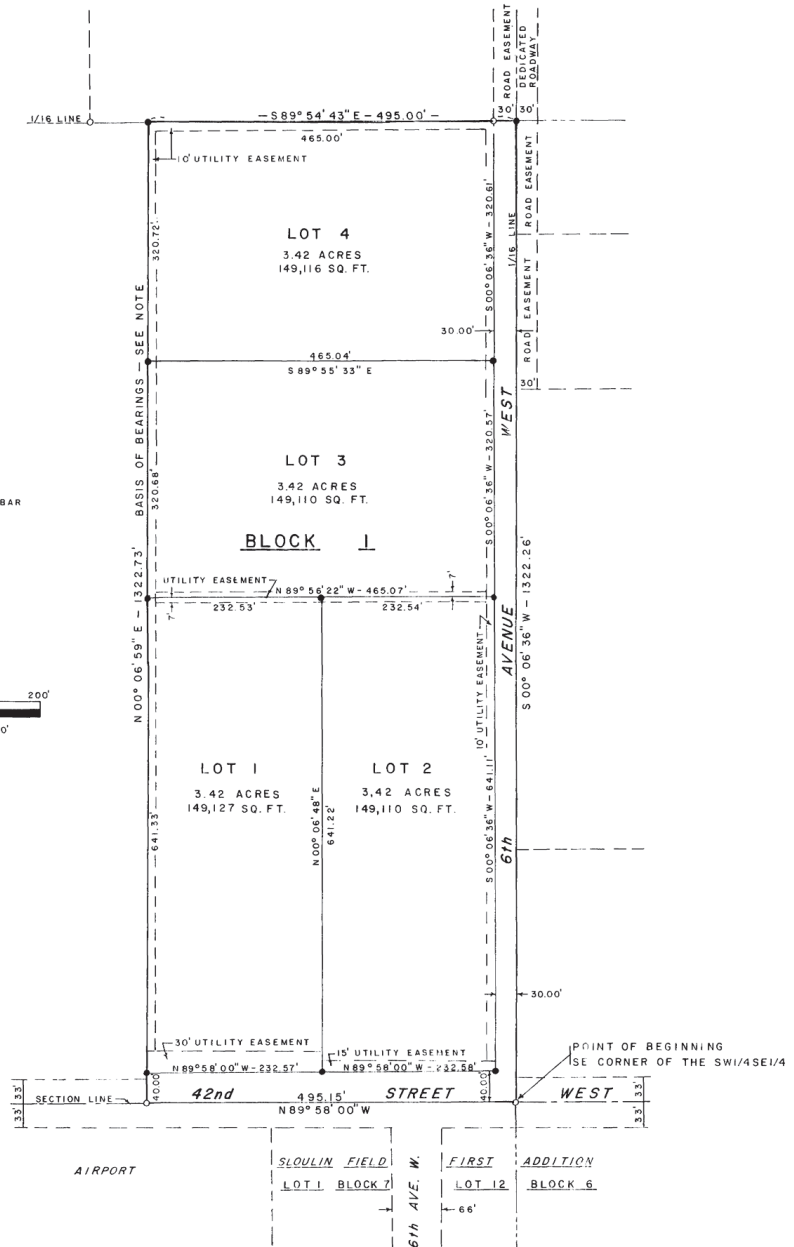 ROAD EASEMENT
DEDICATED
ROADWAY
30' 30'
1/16 LINE
S 89° 54' 43" E - 495.00'
465.00'
10' UTILITY EASEMENT
ROAD EASEMENT
320.72'
S 00° 06' 36" W - 320.61'
1/16 LINE
LOT 4
3.42 ACRES
149,116 SQ. FT.
ROAD EASEMENT
BASIS OF BEARINGS — SEE NOTE
30.00'
465.04'
S 89° 55' 33" E
30'
WEST
320.68'
S 00° 06' 36" W - 320.57'
LOT 3
3.42 ACRES
149,110 SQ. FT.
BAR
BLOCK 1
N 00° 06' 59" E - 1322.73'
S 00° 06' 36" W - 1322.26'
UTILITY EASEMENT
N 89° 56' 22" W - 465.07'
7'
7'
232.53'
232.54'
AVENUE
10' UTILITY EASEMENT
200'
0'
LOT 1
3.42 ACRES
149,127 SQ. FT.
LOT 2
3,42 ACRES
149,110 SQ. FT.
641.33'
N 00° 06' 48" E
641.22'
S 00° 06' 36" W - 641.11'
6th
30.00'
30' UTILITY EASEMENT
15' UTILITY EASEMENT
POINT OF BEGINNING
SE CORNER OF THE SW1/4SE1/4
N 89° 58' 00" W - 232.57'
N 89° 58' 00" W - 232.58'
33' 33'
SECTION LINE
40.00'
42nd STREET WEST
40.00'
33' 33'
495.15'
N 89° 58' 00" W
AIRPORT
SLOULIN FIELD FIRST ADDITION
LOT 1 BLOCK 7
LOT 12 BLOCK 6
6th AVE. W.
66'